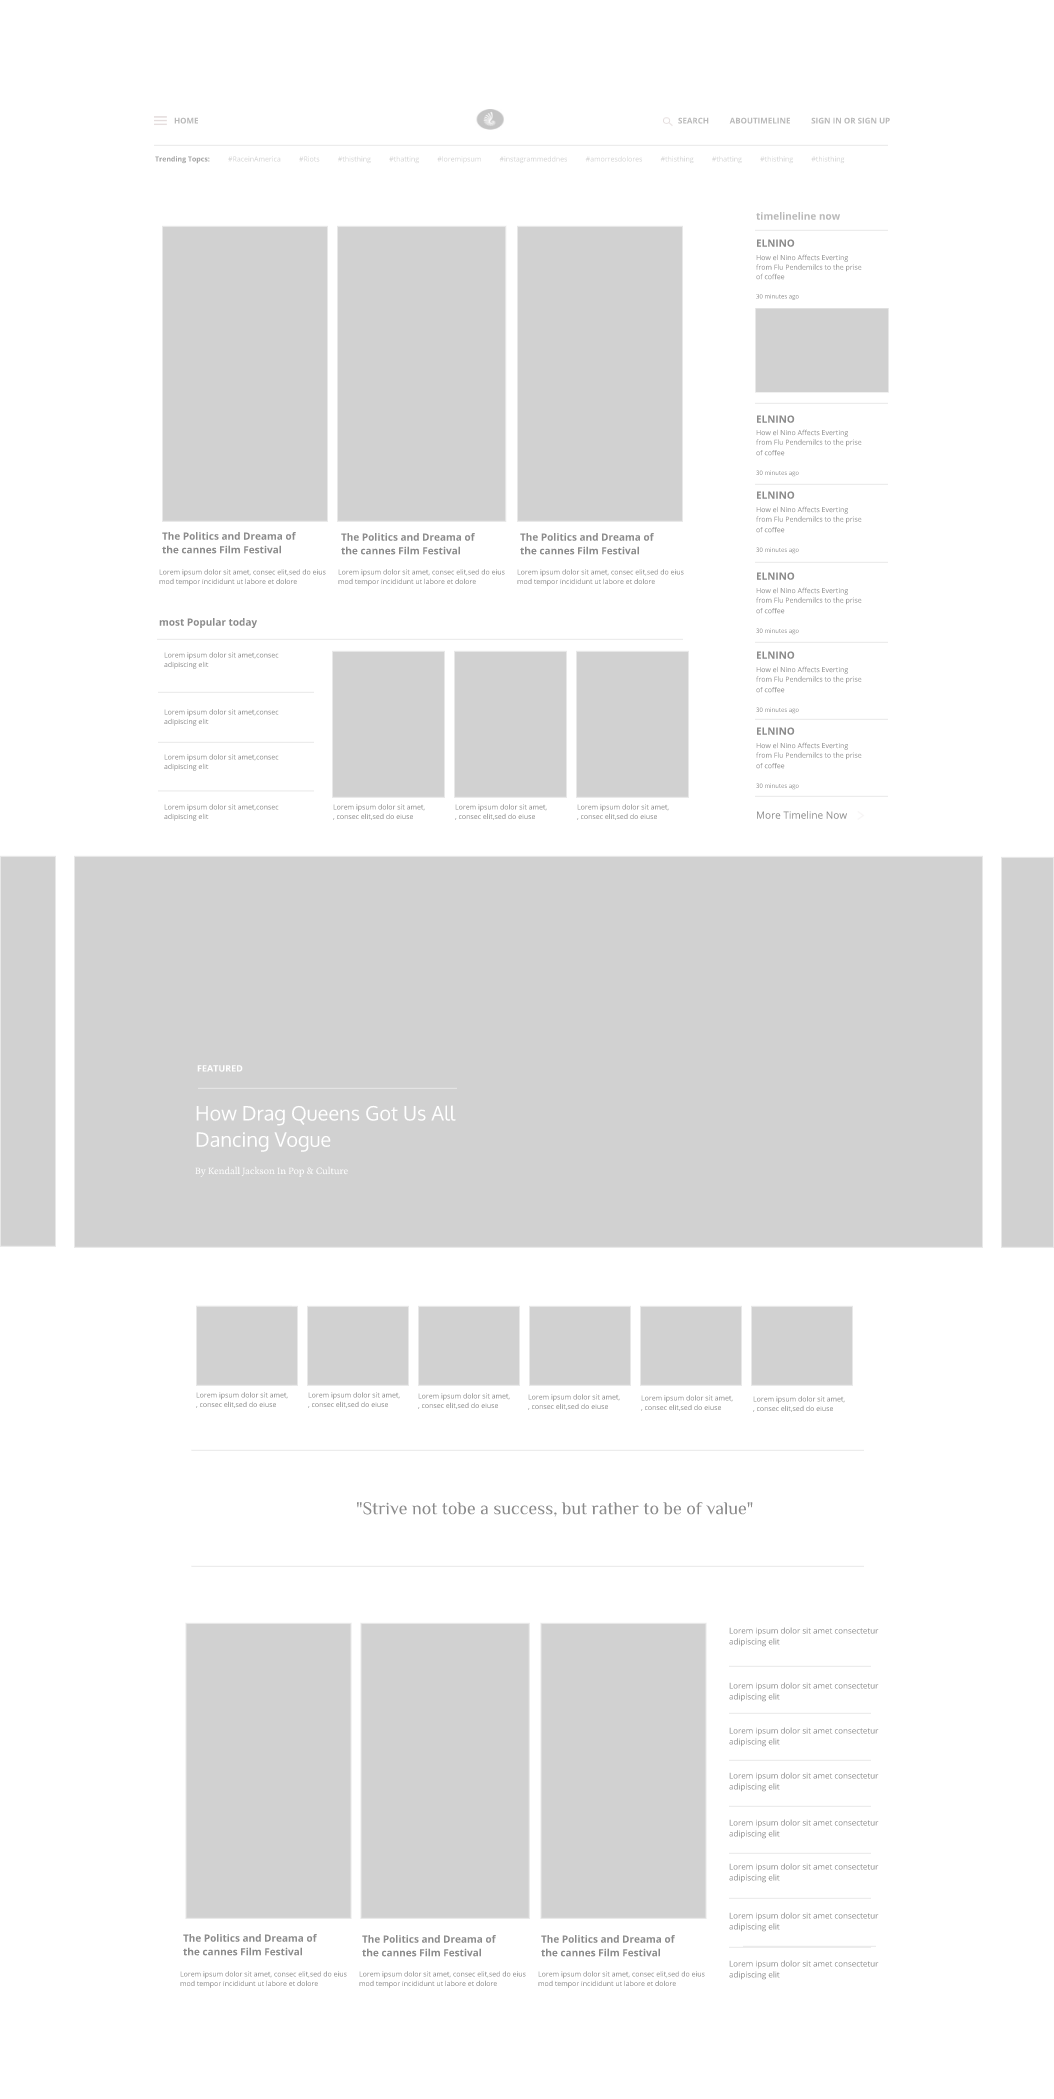 HOME
SEARCH
ABOUTIMELINE
SIGN IN OR SIGN UP
Trending Topcs: #RaceinAmerica #Riots #thisthing #thatting #loremipsum #instagrammeddnes #antorresdolores #thisthing #thatting #thisthing #thisthing
The Politics and Dreama of
the cannes Film Festival
Lorem ipsum dolor sit amet, consec elit,sed do eius
mod tempor incididunt ut labore et dolore
The Politics and Dreama of
the cannes Film Festival
Lorem ipsum dolor sit amet, consec elit,sed do eius
mod tempor incididunt ut labore et dolore
The Politics and Dreama of
the cannes Film Festival
Lorem ipsum dolor sit amet, consec elit,sed do eius
mod tempor incididunt ut labore et dolore
most Popular today
Lorem ipsum dolor sit amet,consec
adipiscing elit
Lorem ipsum dolor sit amet,consec
adipiscing elit
Lorem ipsum dolor sit amet,consec
adipiscing elit
Lorem ipsum dolor sit amet,consec
adipiscing elit
Lorem ipsum dolor sit amet,
, consec elit,sed do eiuse
Lorem ipsum dolor sit amet,
, consec elit,sed do eiuse
Lorem ipsum dolor sit amet,
, consec elit,sed do eiuse
timelineline now
ELNINO
How el Nino Affects Everting
from Flu Pendemilcs to the prise
of coffee
30 minutes ago
ELNINO
How el Nino Affects Everting
from Flu Pendemilcs to the prise
of coffee
30 minutes ago
ELNINO
How el Nino Affects Everting
from Flu Pendemilcs to the prise
of coffee
30 minutes ago
ELNINO
How el Nino Affects Everting
from Flu Pendemilcs to the prise
of coffee
30 minutes ago
ELNINO
How el Nino Affects Everting
from Flu Pendemilcs to the prise
of coffee
30 minutes ago
ELNINO
How el Nino Affects Everting
from Flu Pendemilcs to the prise
of coffee
30 minutes ago
More Timeline Now
FEATURED
How Drag Queens Got Us All
Dancing Vogue
By Kendall Jackson In Pop & Culture
Lorem ipsum dolor sit amet,
, consec elit,sed do eiuse
Lorem ipsum dolor sit amet,
, consec elit,sed do eiuse
Lorem ipsum dolor sit amet,
, consec elit,sed do eiuse
Lorem ipsum dolor sit amet,
, consec elit,sed do eiuse
Lorem ipsum dolor sit amet,
, consec elit,sed do eiuse
Lorem ipsum dolor sit amet,
, consec elit,sed do eiuse
"Strive not tobe a success, but rather to be of value"
The Politics and Dreama of
the cannes Film Festival
Lorem ipsum dolor sit amet, consec elit,sed do eius
mod tempor incididunt ut labore et dolore
The Politics and Dreama of
the cannes Film Festival
Lorem ipsum dolor sit amet, consec elit,sed do eius
mod tempor incididunt ut labore et dolore
The Politics and Dreama of
the cannes Film Festival
Lorem ipsum dolor sit amet, consec elit,sed do eius
mod tempor incididunt ut labore et dolore
Lorem ipsum dolor sit amet consectetur
adipiscing elit
Lorem ipsum dolor sit amet consectetur
adipiscing elit
Lorem ipsum dolor sit amet consectetur
adipiscing elit
Lorem ipsum dolor sit amet consectetur
adipiscing elit
Lorem ipsum dolor sit amet consectetur
adipiscing elit
Lorem ipsum dolor sit amet consectetur
adipiscing elit
Lorem ipsum dolor sit amet consectetur
adipiscing elit
Lorem ipsum dolor sit amet consectetur
adipiscing elit